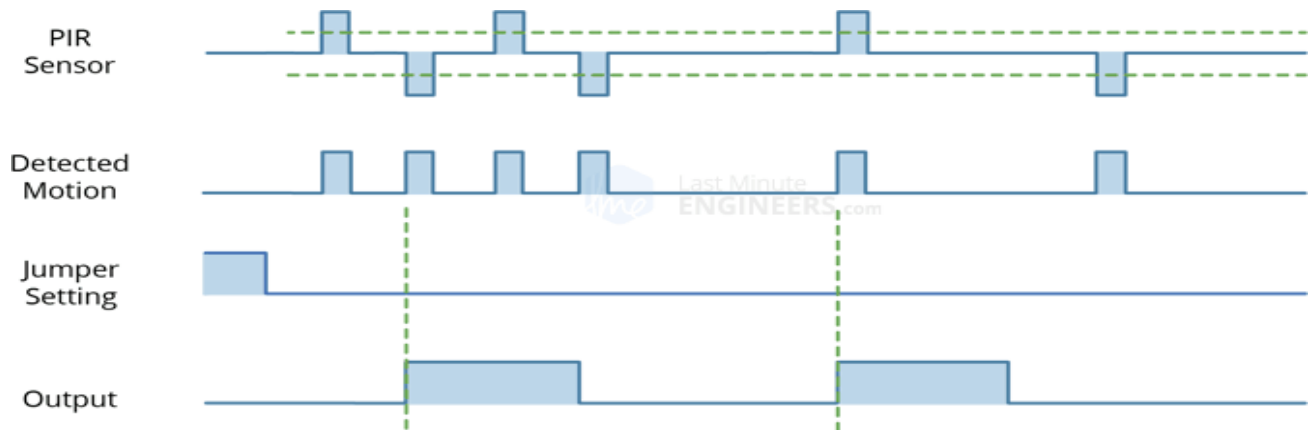 PIR
Sensor
Detected
Motion
Last Minute
ENGINEERS.com
Jumper
Setting
Output